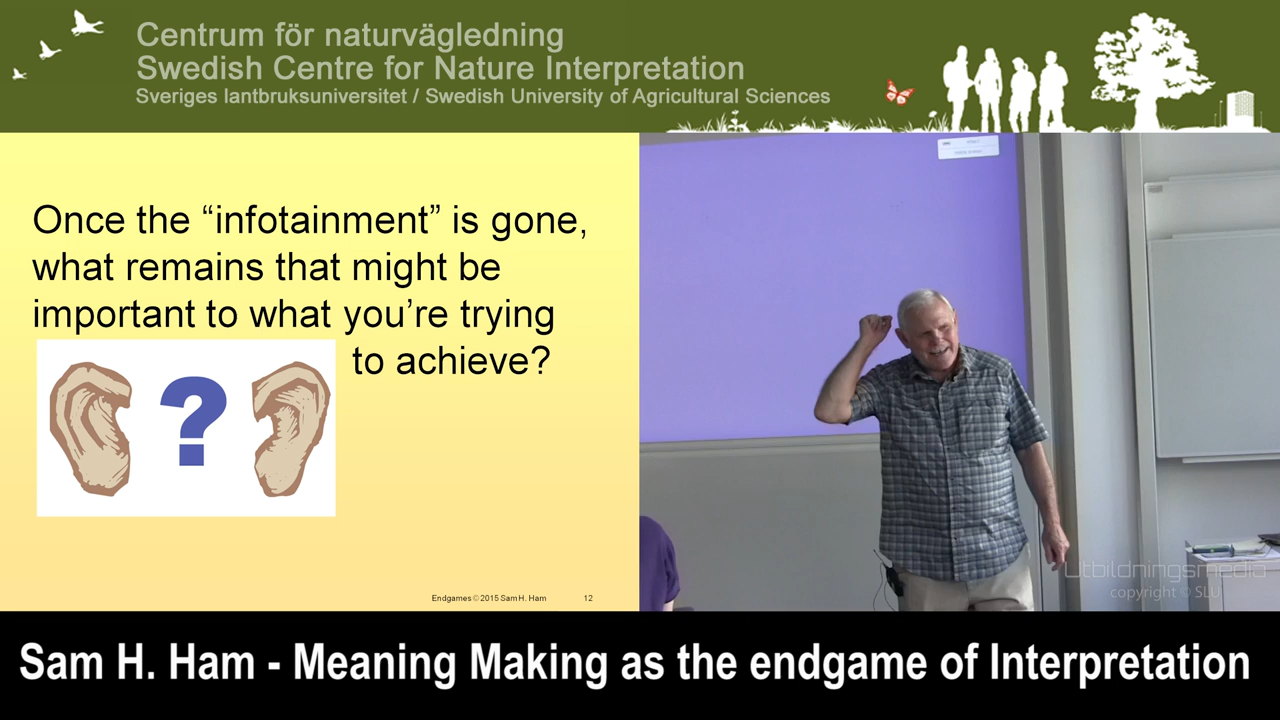 Centrum för naturvägledning
Swedish Centre for Nature Interpretation
Sveriges lantbruksuniversitet / Swedish University of Agricultural Sciences
Once the “infotainment” is gone,
what remains that might be
important to what you’re trying
to achieve?
?
Endgames © 2015 Sam H. Ham 12
Utbildningsmedia
copyright © SLU
Sam H. Ham - Meaning Making as the endgame of Interpretation